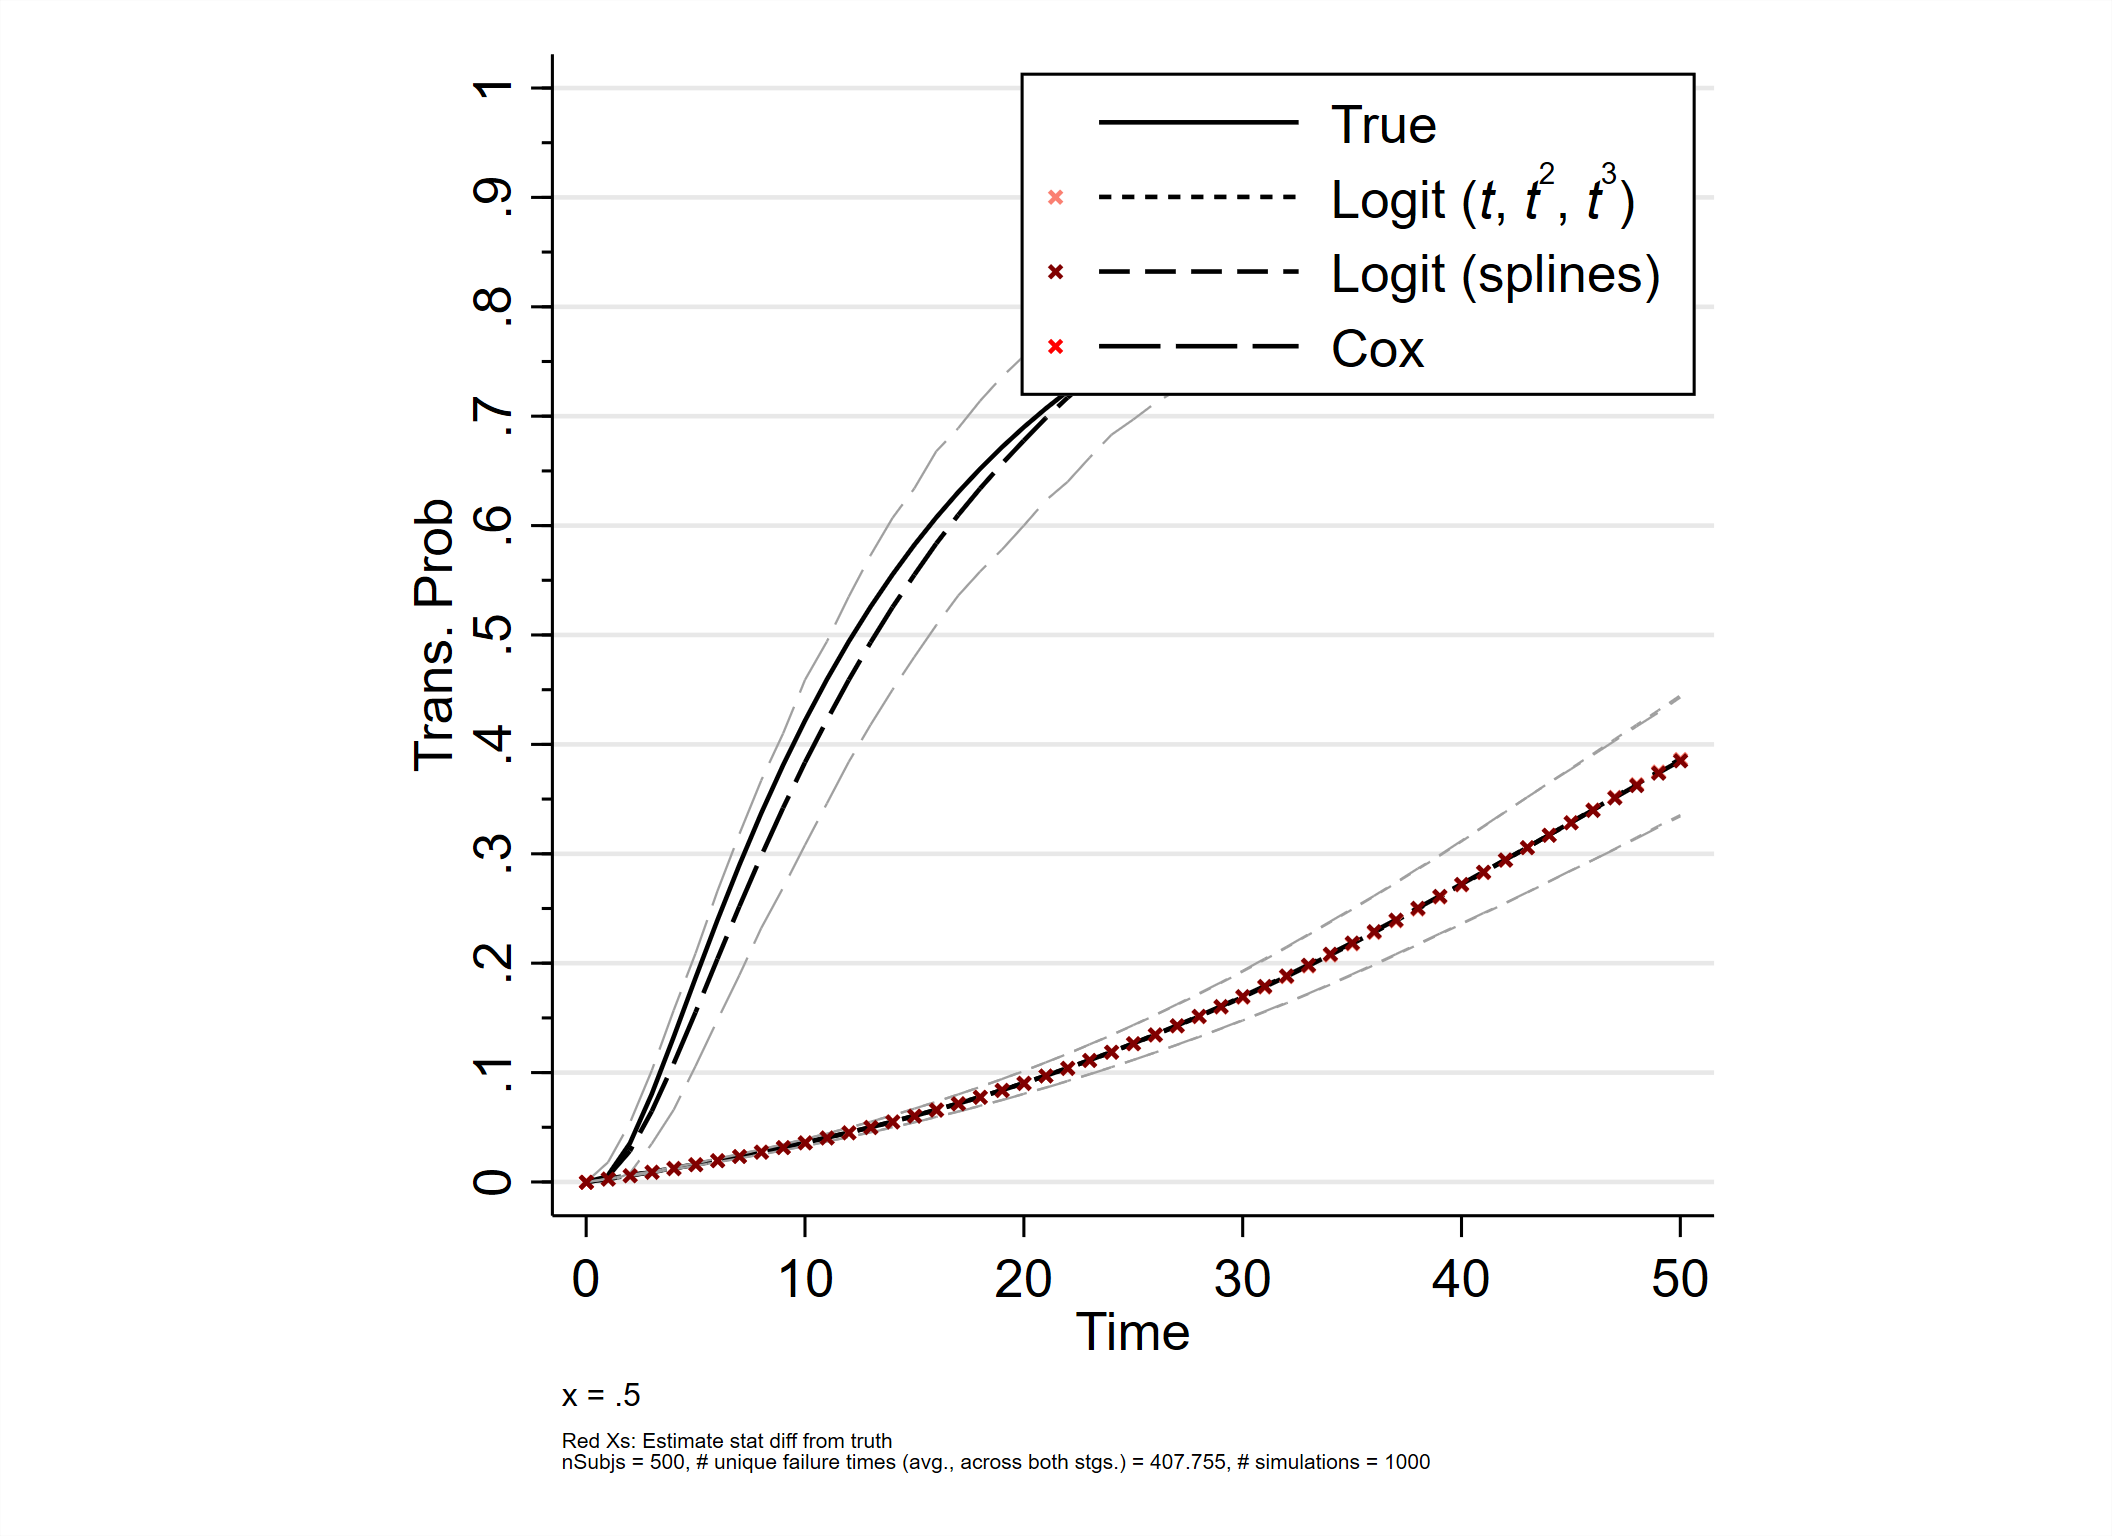 1
.9
.8
.7
.6
.5
.4
.3
.2
.1
0
Trans. Prob
True
Logit (t, t², t³)
Logit (splines)
Cox
0 10 20 30 40 50
Time
x = .5
Red Xs: Estimate stat diff from truth
nSubjs = 500, # unique failure times (avg., across both stgs.) = 407.755, # simulations = 1000